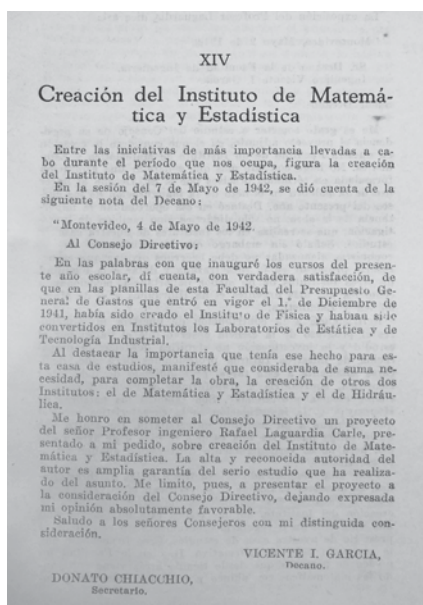 XIV
Creación del Instituto de Matemá-
tica y Estadística
Entre las iniciativas de más importancia llevadas a ca-
bo durante el período que nos ocupa, figura la creación
del Instituto de Matemática y Estadística.
En la sesión del 7 de Mayo de 1942, se dió cuenta de la
siguiente nota del Decano:
"Montevideo, 4 de Mayo de 1942.
Al Consejo Directivo:
En las palabras con que inauguré los cursos del presen-
te año escolar, dí cuenta, con verdadera satisfacción, de
que en las planillas de esta Facultad del Presupuesto Ge-
neral de Gastos que entró en vigor el 1.º de Diciembre de
1941, había sido creado el Instituto de Física y habían sido
convertidos en Institutos los Laboratorios de Estática y de
Tecnología Industrial.
Al destacar la importancia que tenía ese hecho para es-
ta casa de estudios, manifesté que consideraba de suma ne-
cesidad, para completar la obra, la creación de otros dos
Institutos: el de Matemática y Estadística y el de Hidráu-
lica.
Me honro en someter al Consejo Directivo un proyecto
del señor Profesor ingeniero Rafael Laguardia Carle, pre-
sentado a mi pedido, sobre creación del Instituto de Mate-
mática y Estadística. La alta y reconocida autoridad del
autor es amplia garantía del serio estudio que ha realiza-
do del asunto. Me limito, pues, a presentar el proyecto a
la consideración del Consejo Directivo, dejando expresada
mi opinión absolutamente favorable.
Saludo a los señores Consejeros con mi distinguida con-
sideración.
VICENTE I. GARCIA,
Decano.
DONATO CHIACCHIO,
Secretario.